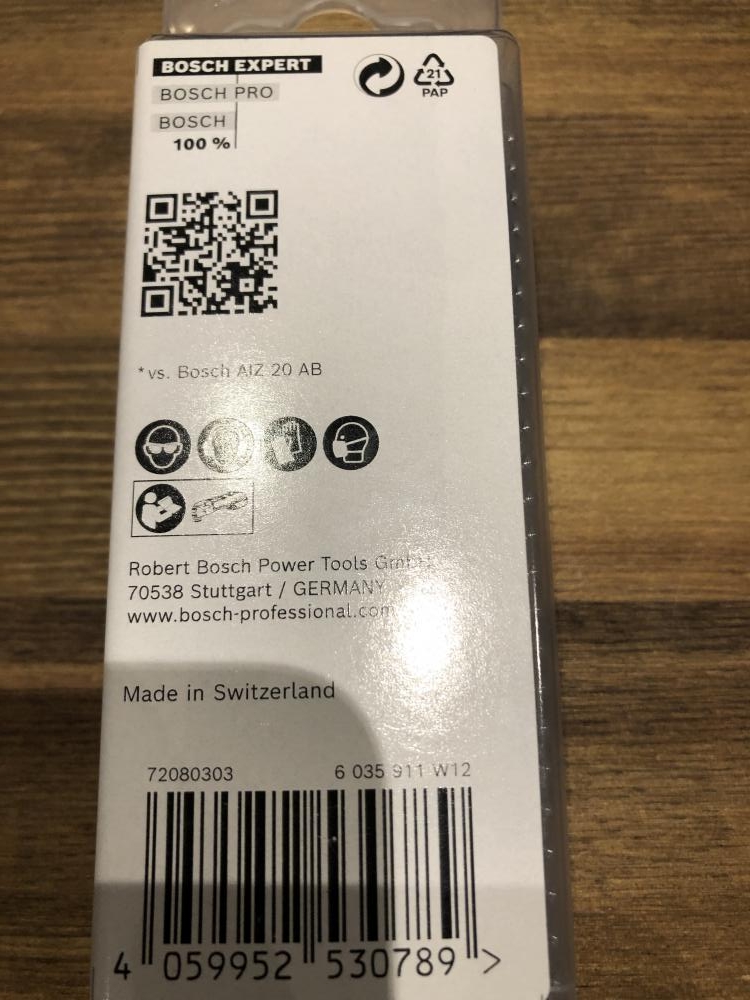 BOSCH EXPERT
BOSCH PRO
BOSCH
100 %
21
PAP
* vs. Bosch AIZ 20 AB
Robert Bosch Power Tools GmbH
70538 Stuttgart / GERMANY
www.bosch-professional.com
Made in Switzerland
72080303 6 035 911 W12
4 059952 530789 >